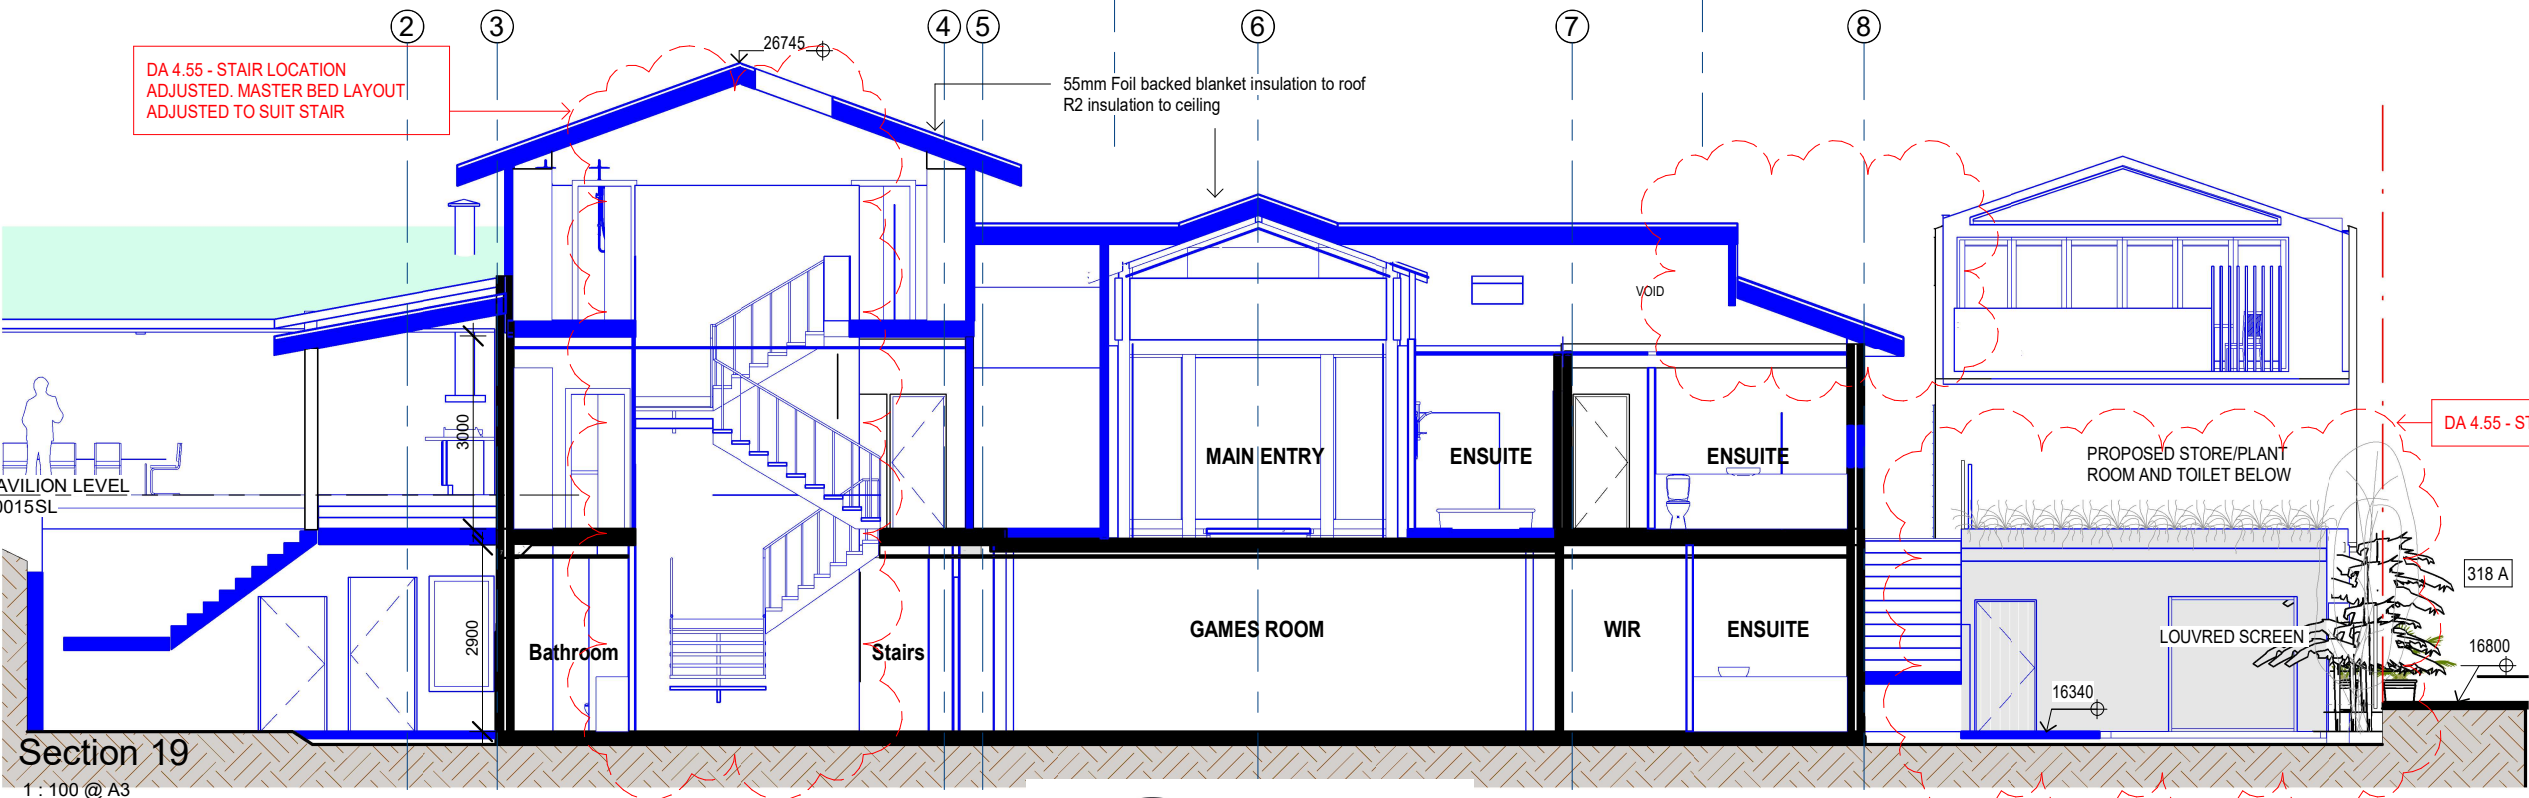 2
3
4
5
6
7
8
26745
DA 4.55 - STAIR LOCATION
ADJUSTED. MASTER BED LAYOUT
ADJUSTED TO SUIT STAIR
55mm Foil backed blanket insulation to roof
R2 insulation to ceiling
VOID
3000
DA 4.55 - ST
MAIN ENTRY
ENSUITE
ENSUITE
PROPOSED STORE/PLANT
ROOM AND TOILET BELOW
AVILION LEVEL
0015SL
318 A
2900
Bathroom
Stairs
GAMES ROOM
WIR
ENSUITE
LOUVRED SCREEN
16800
16340
Section 19
1 : 100 @ A3